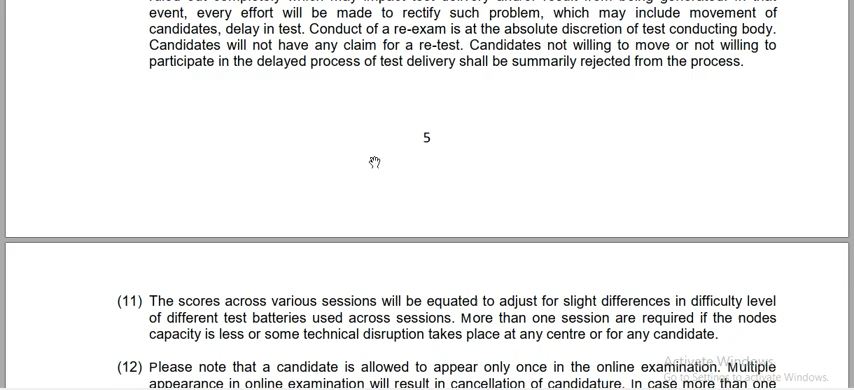 event, every effort will be made to rectify such problem, which may include movement of
candidates, delay in test. Conduct of a re-exam is at the absolute discretion of test conducting body.
Candidates will not have any claim for a re-test. Candidates not willing to move or not willing to
participate in the delayed process of test delivery shall be summarily rejected from the process.
5
(11) The scores across various sessions will be equated to adjust for slight differences in difficulty level
of different test batteries used across sessions. More than one session are required if the nodes
capacity is less or some technical disruption takes place at any centre or for any candidate.
Activate Windows
(12) Please note that a candidate is allowed to appear only once in the online examination. Multiple
Go to Settings to activate Windows.
appearance in online examination will result in cancellation of candidature. In case more than one